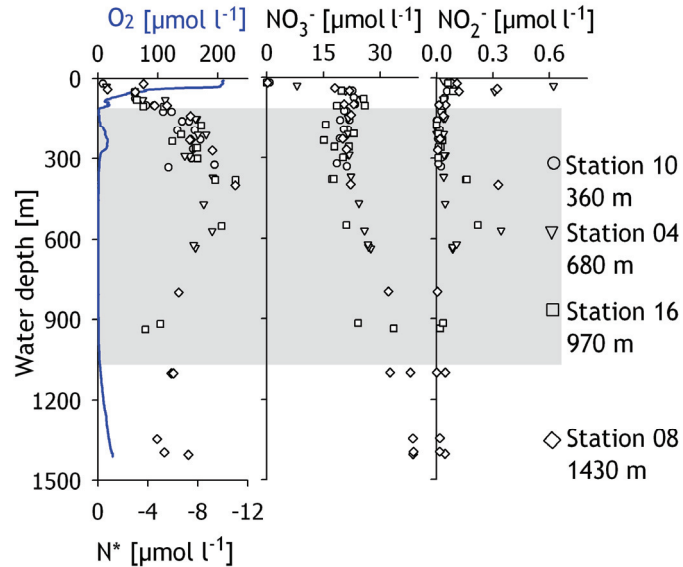 O₂ [µmol l⁻¹] NO₃⁻ [µmol l⁻¹] NO₂⁻ [µmol l⁻¹]
0 100 200 0 15 30 0.0 0.3 0.6
0
300
600
900
1200
1500
Water depth [m]
Station 10
360 m
Station 04
680 m
Station 16
970 m
Station 08
1430 m
0 -4 -8 -12
N* [µmol l⁻¹]